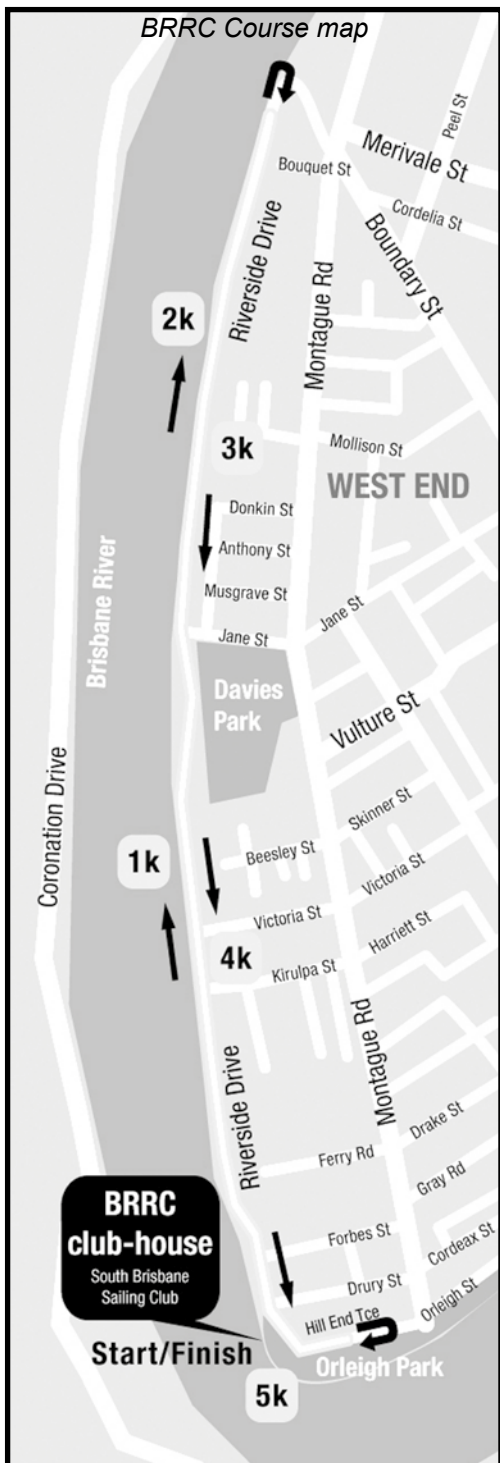 BRRC Course map
Peel St
Merivale St
Bouquet St
Cordelia St
Riverside Drive
Boundary St
Montague Rd
2k
3k
Mollison St
WEST END
Donkin St
Anthony St
Musgrave St
Jane St
Jane St
Brisbane River
Davies
Park
Vulture St
Coronation Drive
Skinner St
1k
Beesley St
Victoria St
Victoria St
Harriett St
4k
Kirulpa St
Montague Rd
Riverside Drive
Drake St
Ferry Rd
Gray Rd
BRRC
club-house
South Brisbane
Sailing Club
Forbes St
Cordeax St
Drury St
Orleigh St
Hill End Tce
Start/Finish
Orleigh Park
5k